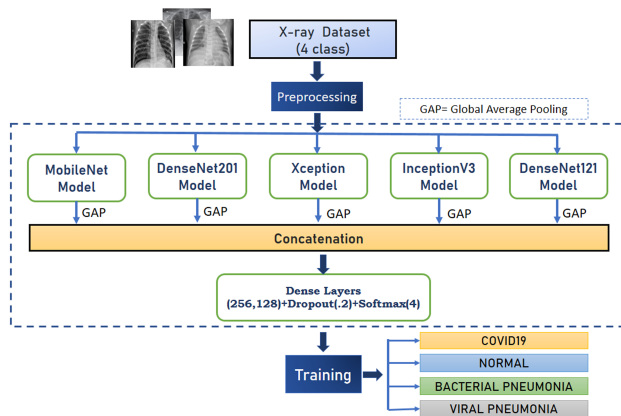 X-ray Dataset
(4 class)
Preprocessing
GAP= Global Average Pooling
MobileNet
Model
DenseNet201
Model
Xception
Model
InceptionV3
Model
DenseNet121
Model
GAP
GAP
GAP
GAP
GAP
Concatenation
Dense Layers
(256,128)+Dropout(.2)+Softmax(4)
Training
COVID19
NORMAL
BACTERIAL PNEUMONIA
VIRAL PNEUMONIA